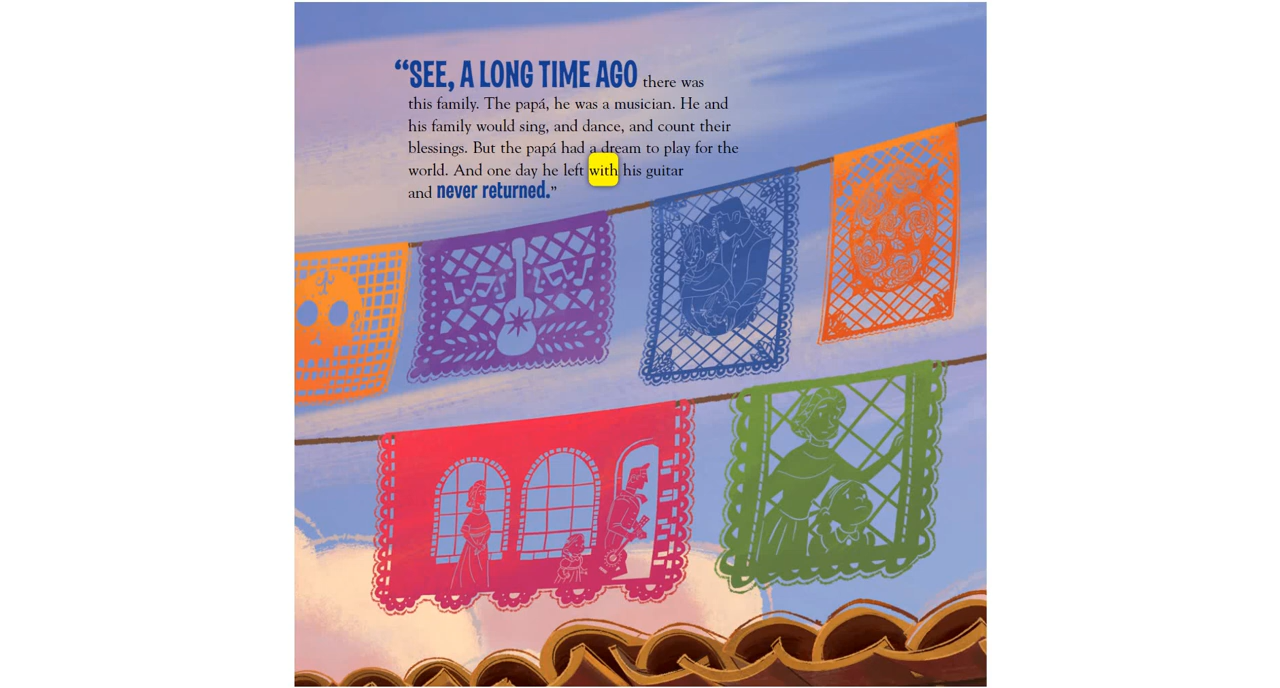 “SEE, A LONG TIME AGO there was
this family. The papá, he was a musician. He and
his family would sing, and dance, and count their
blessings. But the papá had a dream to play for the
world. And one day he left with his guitar
and never returned.”